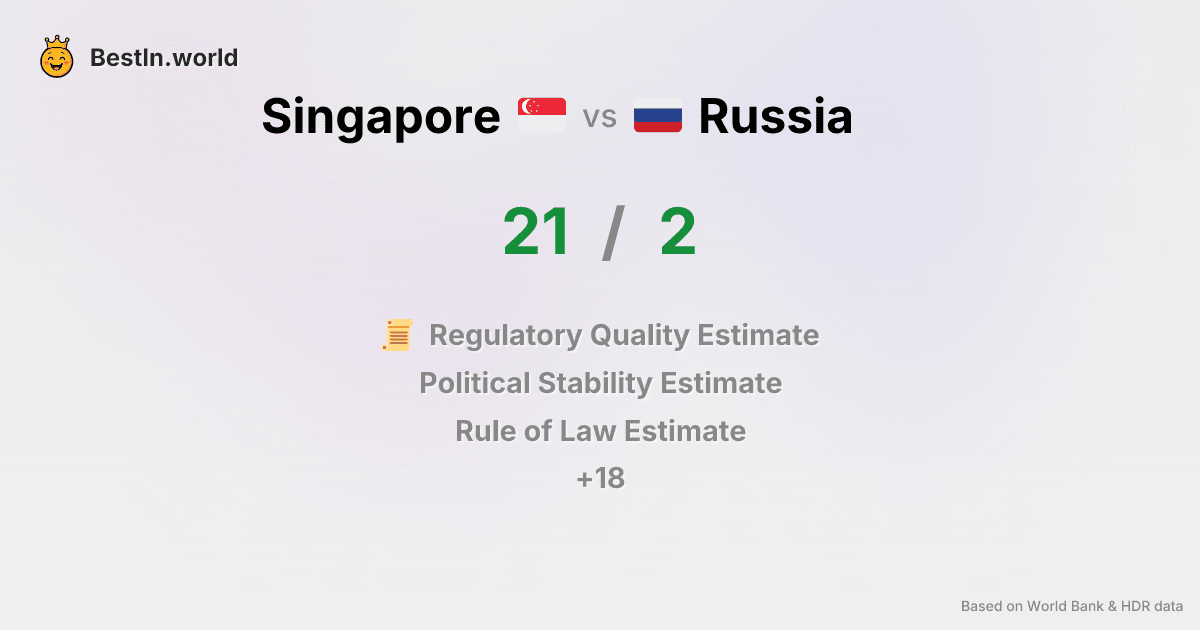 BestIn.world
Singapore vs Russia
21 / 2
Regulatory Quality Estimate
Political Stability Estimate
Rule of Law Estimate
+18
Based on World Bank & HDR data